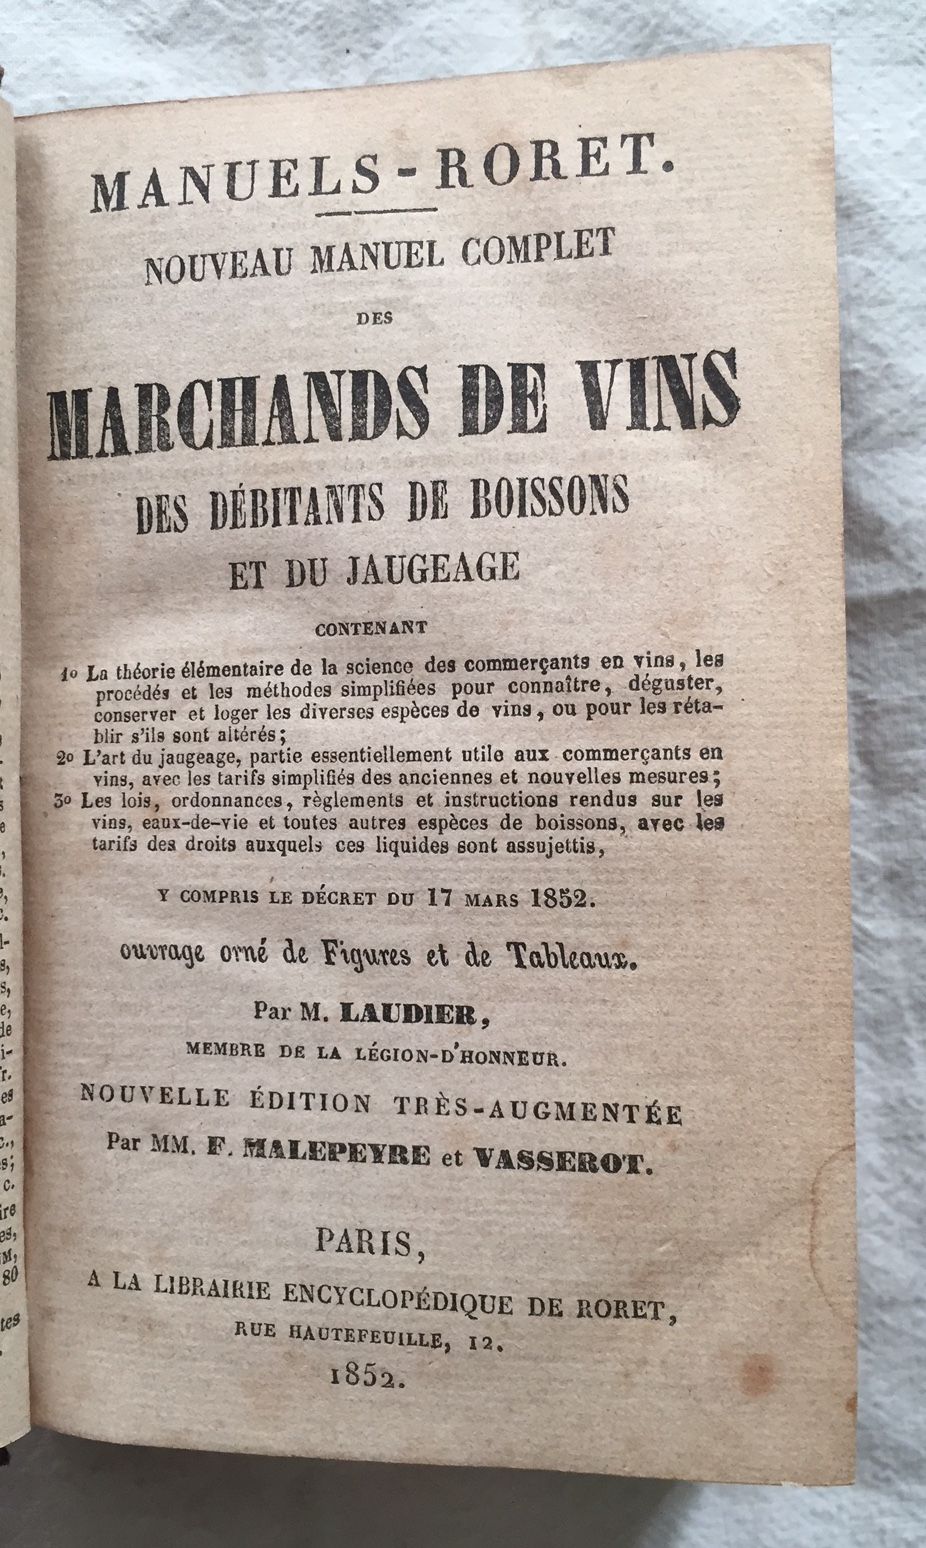 MANUELS-RORET.
NOUVEAU MANUEL COMPLET
DES
MARCHANDS DE VINS
DES DÉBITANTS DE BOISSONS
ET DU JAUGEAGE
CONTENANT
1o La théorie élémentaire de la science des commerçants en vins, les
procédés et les méthodes simplifiées pour connaître, déguster,
conserver et loger les diverses espèces de vins, ou pour les réta-
blir s'ils sont altérés;
2o L'art du jaugeage, partie essentiellement utile aux commerçants en
vins, avec les tarifs simplifiés des anciennes et nouvelles mesures;
3o Les lois, ordonnances, règlements et instructions rendus sur les
vins, eaux-de-vie et toutes autres espèces de boissons, avec les
tarifs des droits auxquels ces liquides sont assujettis,
Y COMPRIS LE DÉCRET DU 17 MARS 1852.
ouvrage orné de Figures et de Tableaux.
Par M. LAUDIER,
MEMBRE DE LA LÉGION-D'HONNEUR.
NOUVELLE ÉDITION TRÈS-AUGMENTÉE
Par MM. F. MALEPEYRE et VASSEROT.
PARIS,
A LA LIBRAIRIE ENCYCLOPÉDIQUE DE RORET,
RUE HAUTEFEUILLE, 12.
1852.